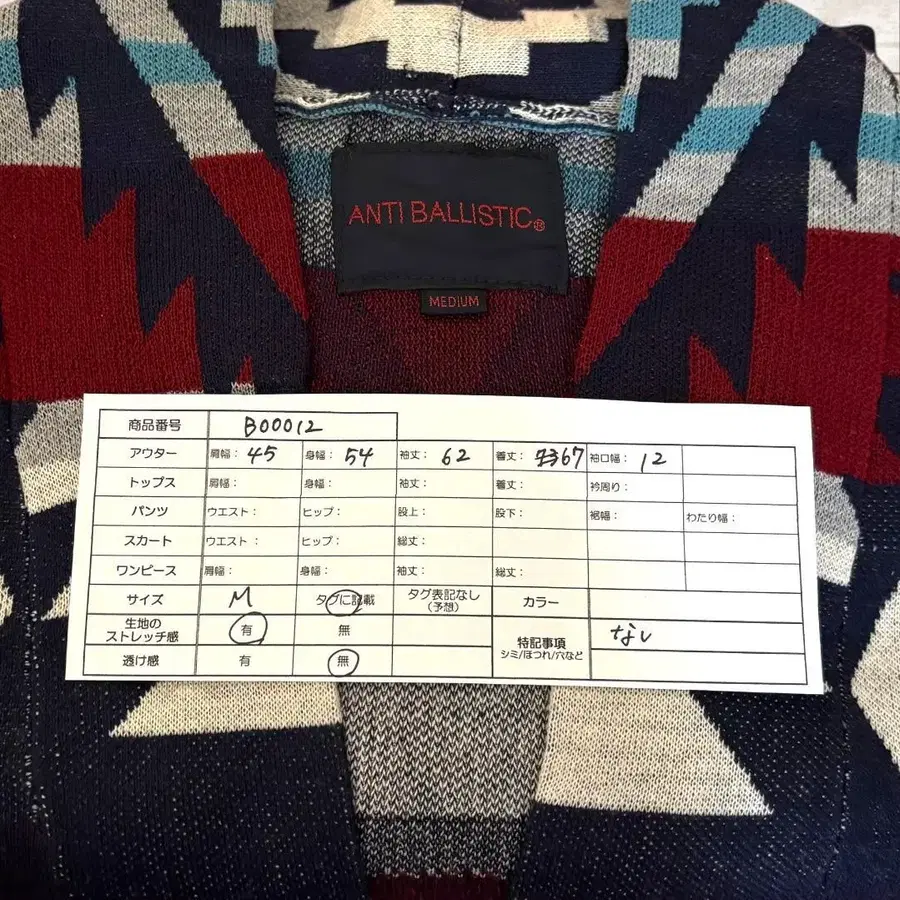 ANTI BALLISTIC®
MEDIUM
商品番号 B00012
アウター 肩幅: 45 身幅: 54 袖丈: 62 着丈: 67 袖口幅: 12
トップス 肩幅: 身幅: 袖丈: 着丈: 衿周り:
パンツ ウエスト: ヒップ: 股上: 股下: 裾幅: わたり幅:
スカート ウエスト: ヒップ: 総丈:
ワンピース 肩幅: 身幅: 袖丈: 総丈:
サイズ M タグに記載 タグ表記なし(予想) カラー
生地のストレッチ感 有 無 特記事項 シミ/ほつれ/穴など なし
透け感 有 無